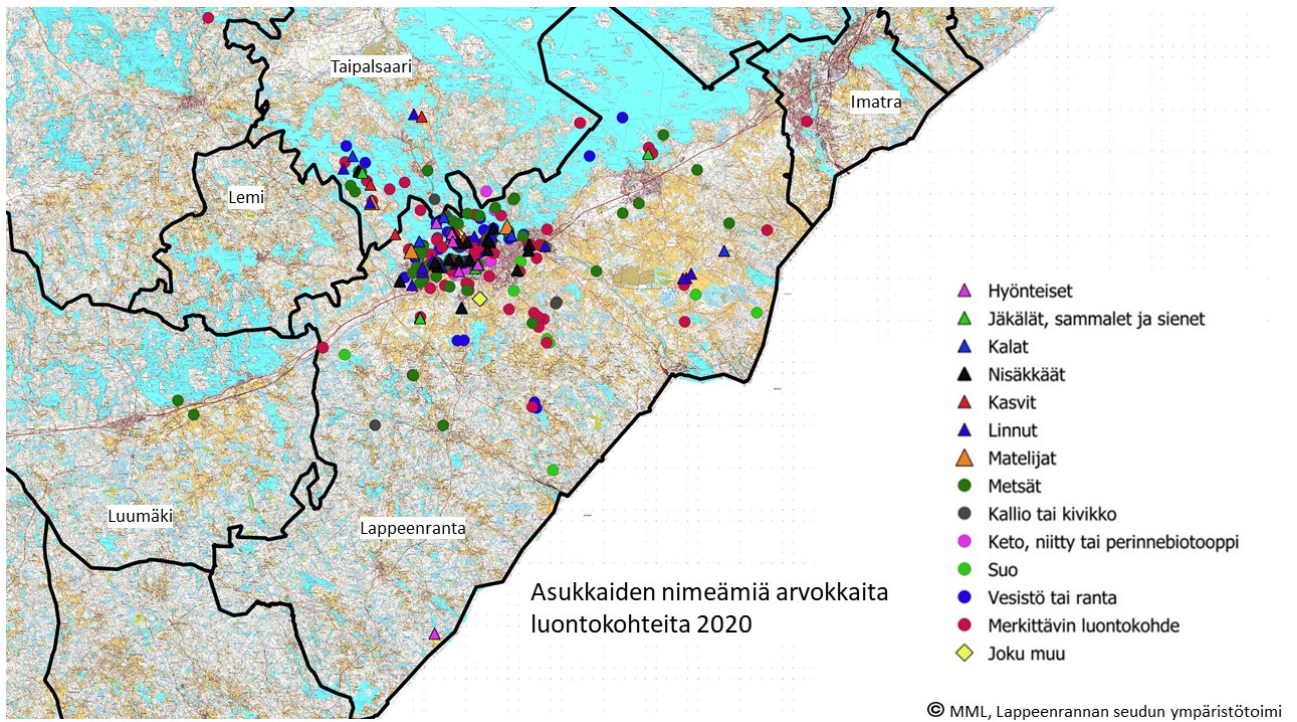 Taipalsaari
Imatra
Lemi
Luumäki
Lappeenranta
Asukkaiden nimeämiä arvokkaita
luontokohteita 2020
Hyönteiset
Jäkälät, sammalet ja sienet
Kalat
Nisäkkäät
Kasvit
Linnut
Matelijat
Metsät
Kallio tai kivikko
Keto, niitty tai perinnebiotooppi
Suo
Vesistö tai ranta
Merkittävin luontokohde
Joku muu
© MML, Lappeenrannan seudun ympäristötoimi